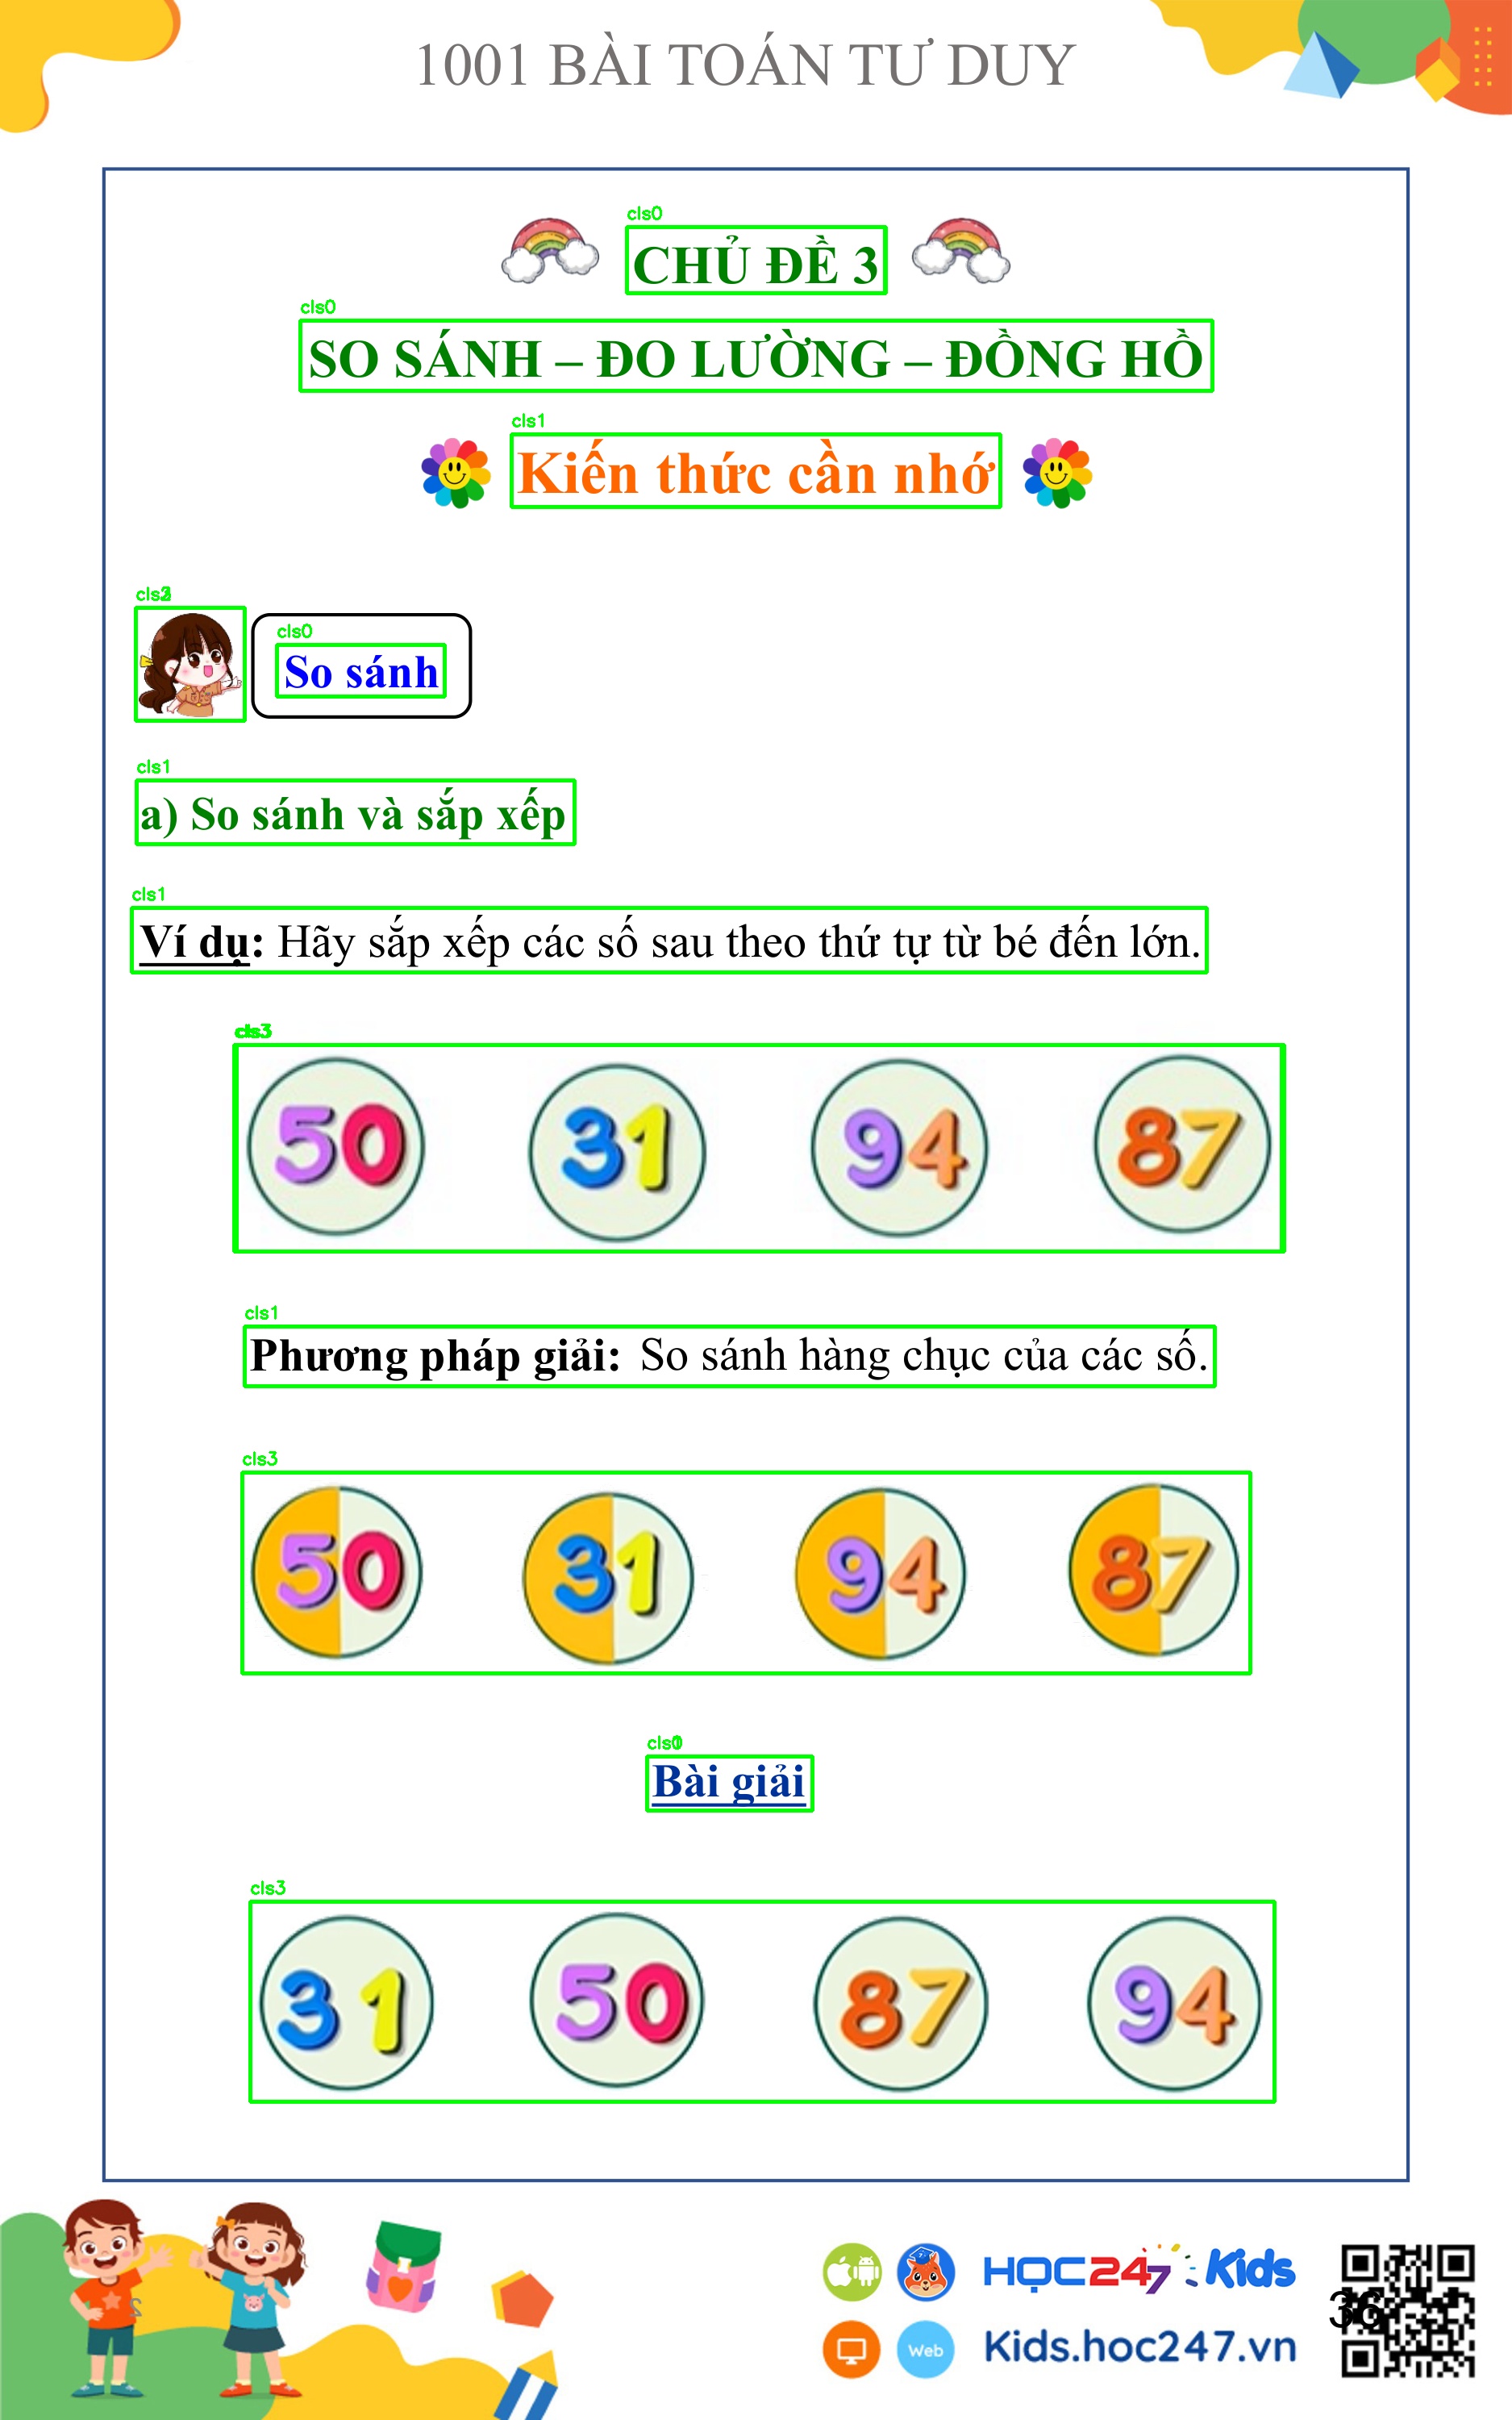 1001 BÀI TOÁN TƯ DUY
cls0
CHỦ ĐỀ 3
cls0
SO SÁNH – ĐO LƯỜNG – ĐỒNG HỒ
cls1
Kiến thức cần nhớ
cls0
So sánh
cls1
a) So sánh và sắp xếp
cls1
Ví dụ: Hãy sắp xếp các số sau theo thứ tự từ bé đến lớn.
cls3
50 31 94 87
cls1
Phương pháp giải: So sánh hàng chục của các số.
cls3
50 31 94 87
Bài giải
cls3
31 50 87 94
HỌC247 Kids
36
Web
Kids.hoc247.vn